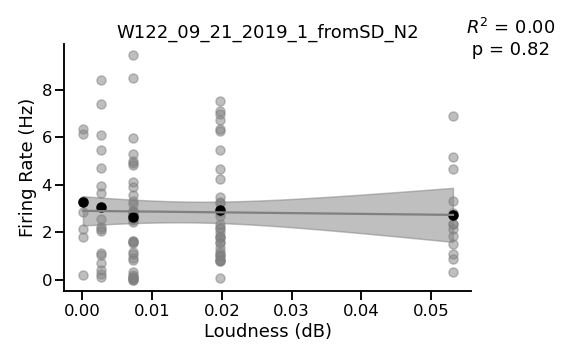 W122_09_21_2019_1_fromSD_N2
R² = 0.00
p = 0.82
Firing Rate (Hz)
8
6
4
2
0
0.00 0.01 0.02 0.03 0.04 0.05
Loudness (dB)